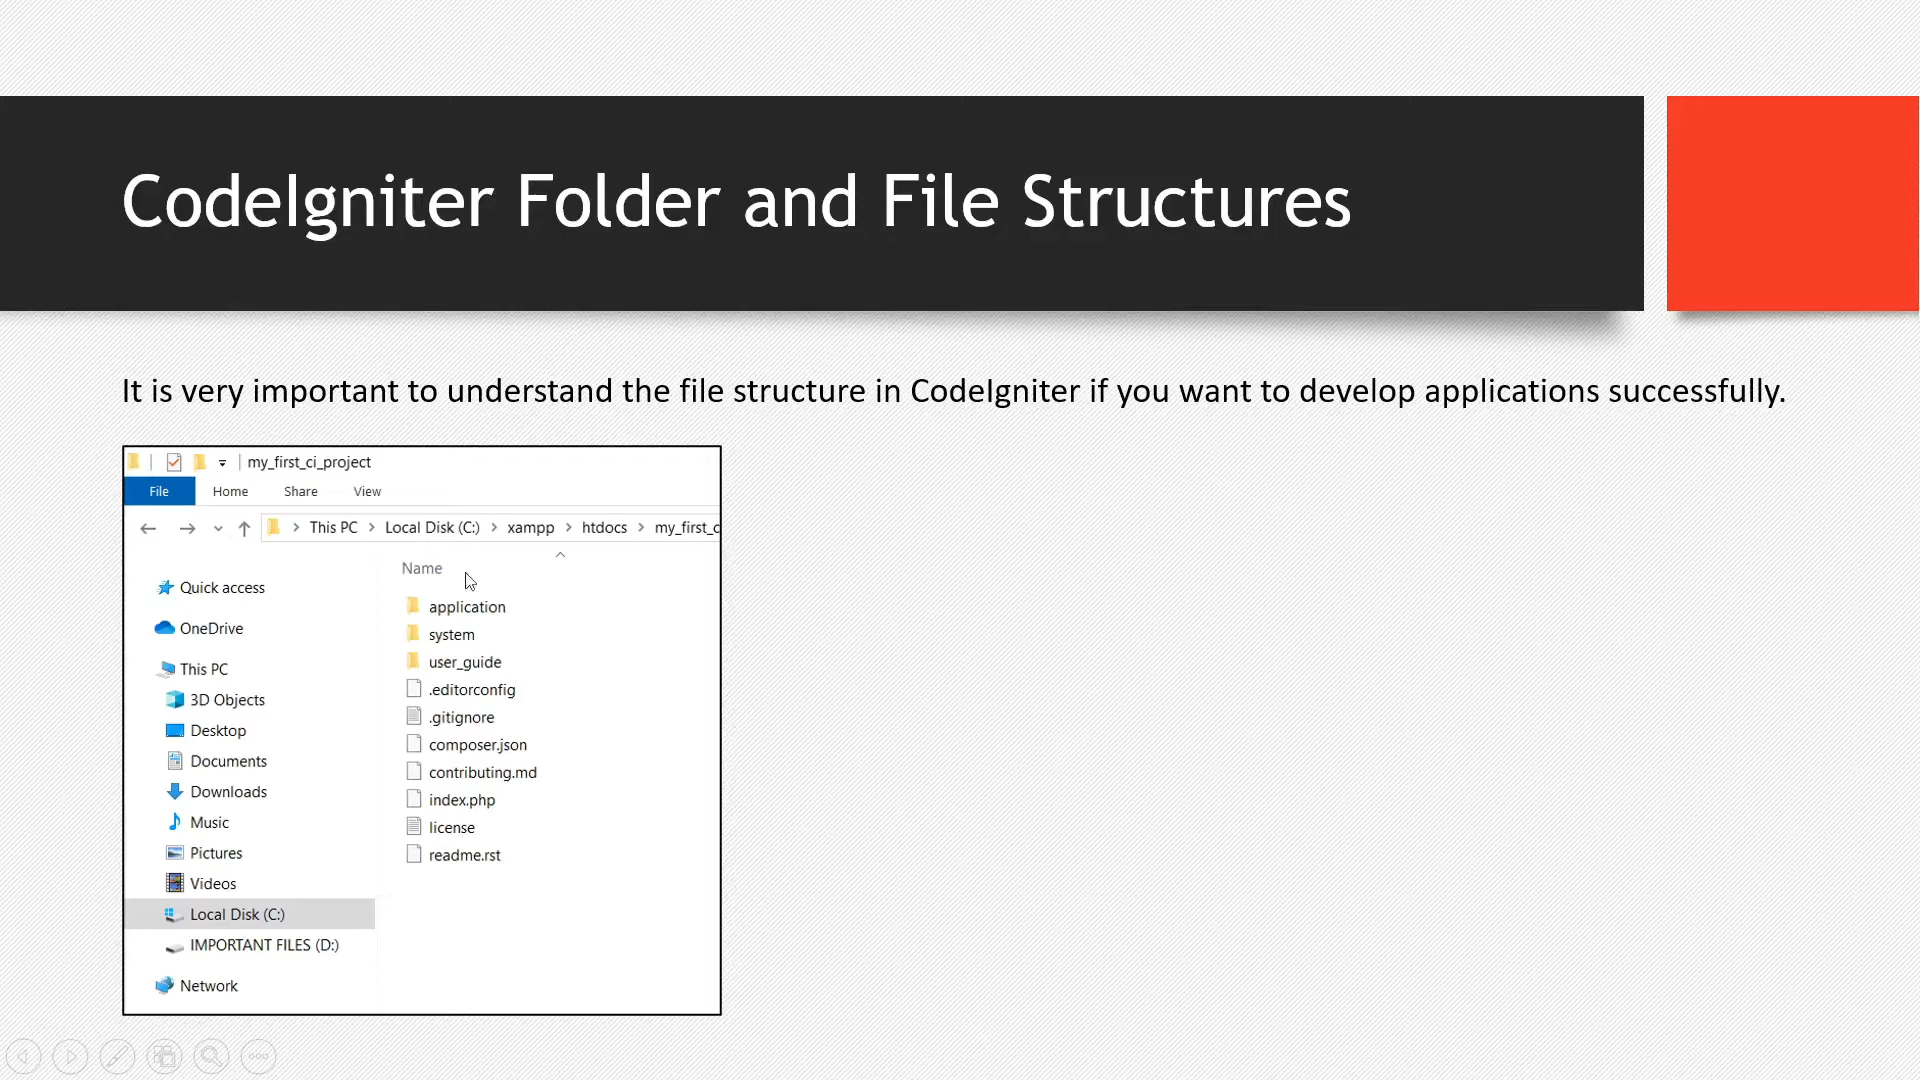 CodeIgniter Folder and File Structures
It is very important to understand the file structure in CodeIgniter if you want to develop applications successfully.
my_first_ci_project
File Home Share View
This PC > Local Disk (C:) > xampp > htdocs > my_first_c
Name
Quick access
OneDrive
This PC
3D Objects
Desktop
Documents
Downloads
Music
Pictures
Videos
Local Disk (C:)
IMPORTANT FILES (D:)
Network
application
system
user_guide
.editorconfig
.gitignore
composer.json
contributing.md
index.php
license
readme.rst